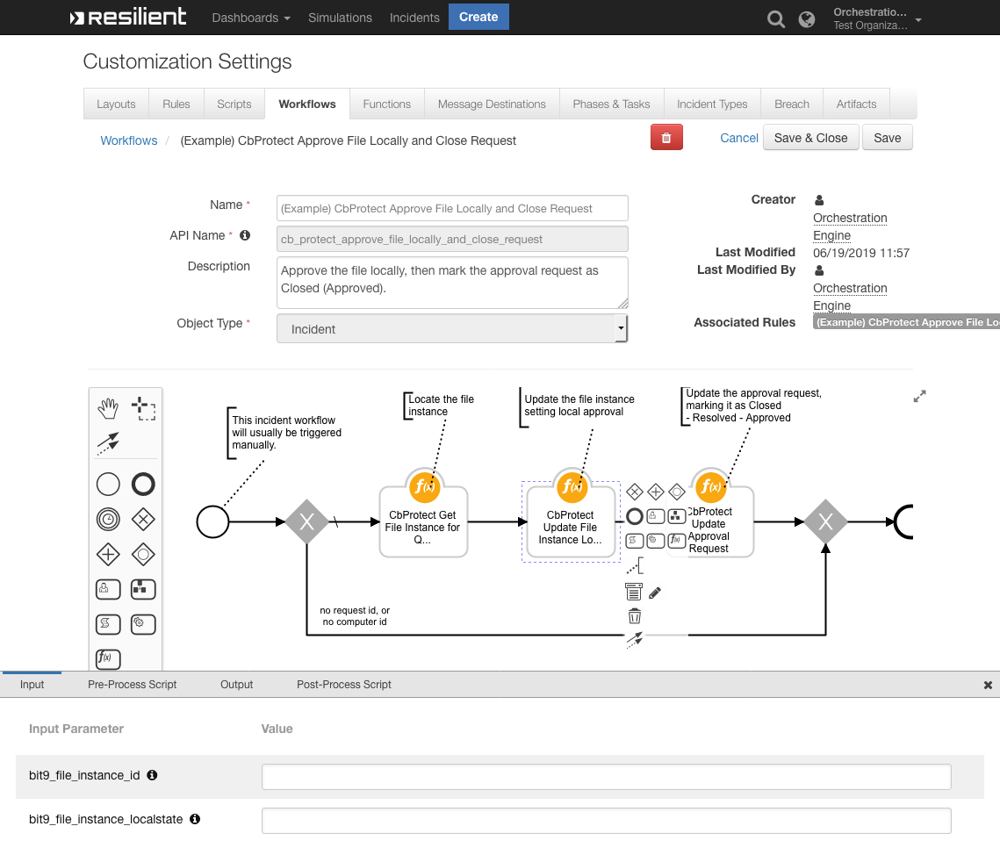 resilient Dashboards Simulations Incidents Create Orchestratio...
Test Organiza...
Customization Settings
Layouts Rules Scripts Workflows Functions Message Destinations Phases & Tasks Incident Types Breach Artifacts
Workflows / (Example) CbProtect Approve File Locally and Close Request Cancel Save & Close Save
Name * (Example) CbProtect Approve File Locally and Close Request
API Name * cb_protect_approve_file_locally_and_close_request
Description Approve the file locally, then mark the approval request as
Closed (Approved).
Object Type * Incident
Creator
Orchestration
Engine
Last Modified 06/19/2019 11:57
Last Modified By
Orchestration
Engine
Associated Rules (Example) CbProtect Approve File Lo
This incident workflow
will usually be triggered
manually.
Locate the file
instance
Update the file instance
setting local approval
Update the approval request,
marking it as Closed
- Resolved - Approved
f(x)
f(x)
f(x)
X
CbProtect Get
File Instance for
Q...
CbProtect
Update File
Instance Lo...
CbProtect
Update
Approval
Request
X
no request id, or
no computer id
f(x)
f(x)
Input Pre-Process Script Output Post-Process Script
Input Parameter Value
bit9_file_instance_id
bit9_file_instance_localstate